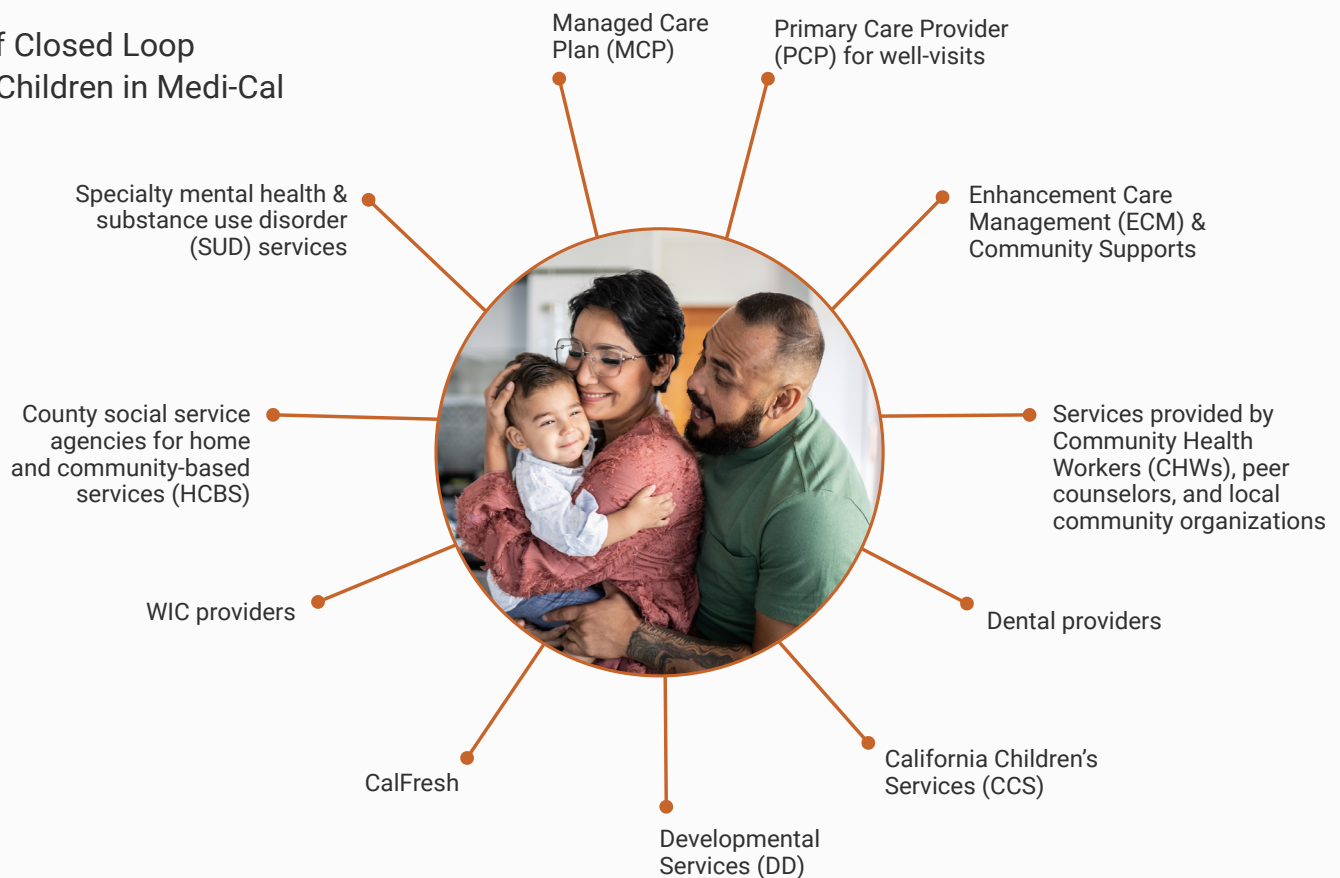 f Closed Loop
Children in Medi-Cal
Managed Care
Plan (MCP)
Primary Care Provider
(PCP) for well-visits
Specialty mental health &
substance use disorder
(SUD) services
Enhancement Care
Management (ECM) &
Community Supports
County social service
agencies for home
and community-based
services (HCBS)
Services provided by
Community Health
Workers (CHWs), peer
counselors, and local
community organizations
WIC providers
Dental providers
CalFresh
California Children's
Services (CCS)
Developmental
Services (DD)